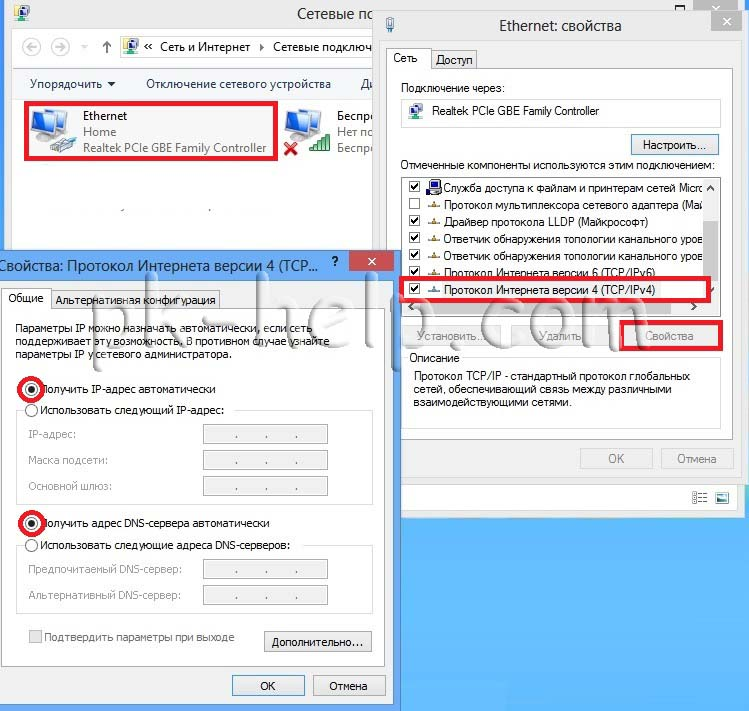 Сетевые по
« Сеть и Интернет › Сетевые подключ
Упорядочить
Отключение сетевого устройства
Ди
Ethernet
Home
Realtek PCIe GBE Family Controller
Беспр
Нет по
Беспр
Ethernet: свойства
Сеть
Доступ
Подключение через:
Realtek PCIe GBE Family Controller
Настроить...
Отмеченные компоненты используются этим подключением:
Служба доступа к файлам и принтерам сетей Micro
Протокол мультиплексора сетевого адаптера (Май
Драйвер протокола LLDP (Майкрософт)
Ответчик обнаружения топологии канального уров
Ответчик обнаружения топологии канального уров
Протокол Интернета версии 6 (TCP/IPv6)
Протокол Интернета версии 4 (TCP/IPv4)
Установить...
Удалить
Свойства
Описание
Протокол TCP/IP - стандартный протокол глобальных
сетей, обеспечивающий связь между различными
взаимодействующими сетями.
OK
Отмена
Свойства: Протокол Интернета версии 4 (TCP...
?
Общие
Альтернативная конфигурация
Параметры IP можно назначать автоматически, если сеть
поддерживает эту возможность. В противном случае узнайте
параметры IP у сетевого администратора.
Получить IP-адрес автоматически
Использовать следующий IP-адрес:
IP-адрес:
Маска подсети:
Основной шлюз:
Получить адрес DNS-сервера автоматически
Использовать следующие адреса DNS-серверов:
Предпочитаемый DNS-сервер:
Альтернативный DNS-сервер:
Подтвердить параметры при выходе
Дополнительно...
OK
Отмена
pk-help.com